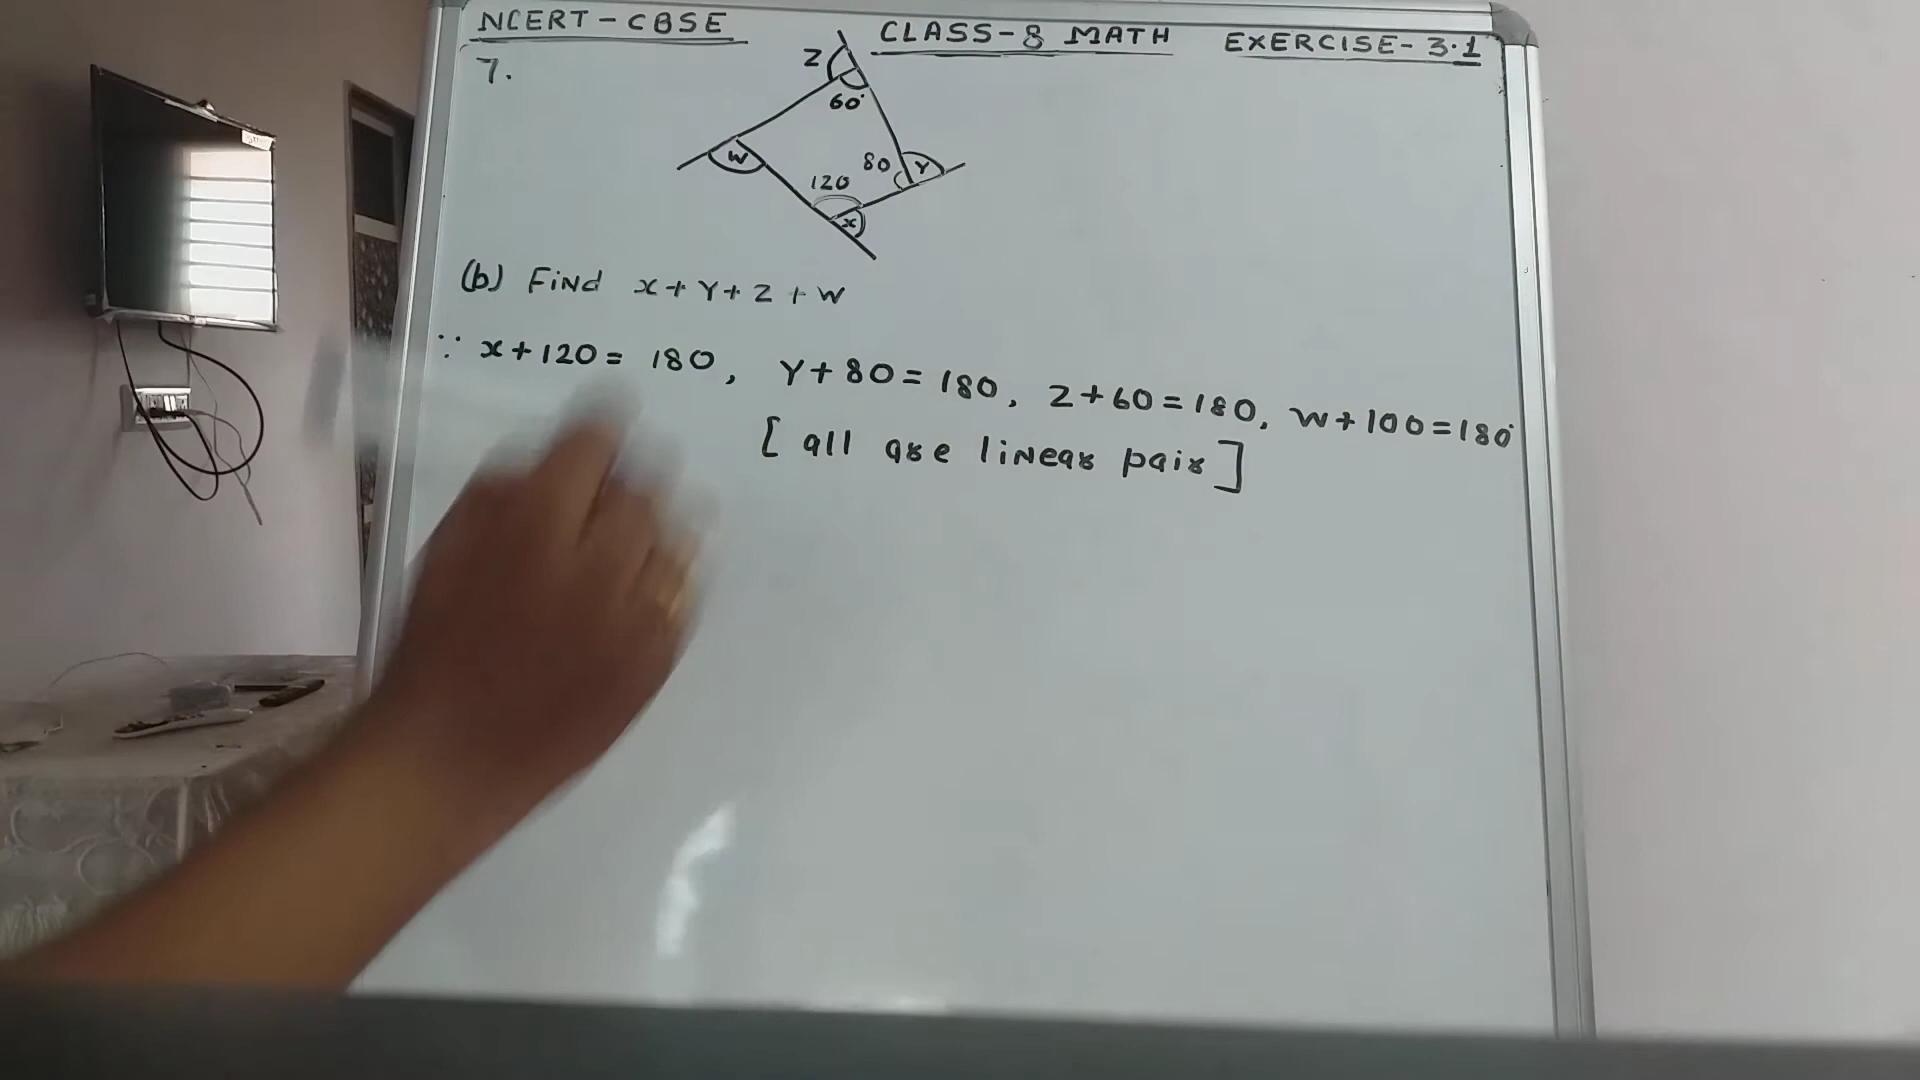 NCERT - CBSE CLASS-8 MATH EXERCISE- 3.1
7.
Z
60°
W
80 Y
120
x
(b) Find x + Y + Z + W
∵ x + 120 = 180, Y + 80 = 180, Z + 60 = 180, W + 100 = 180°
[ all are linear pair ]